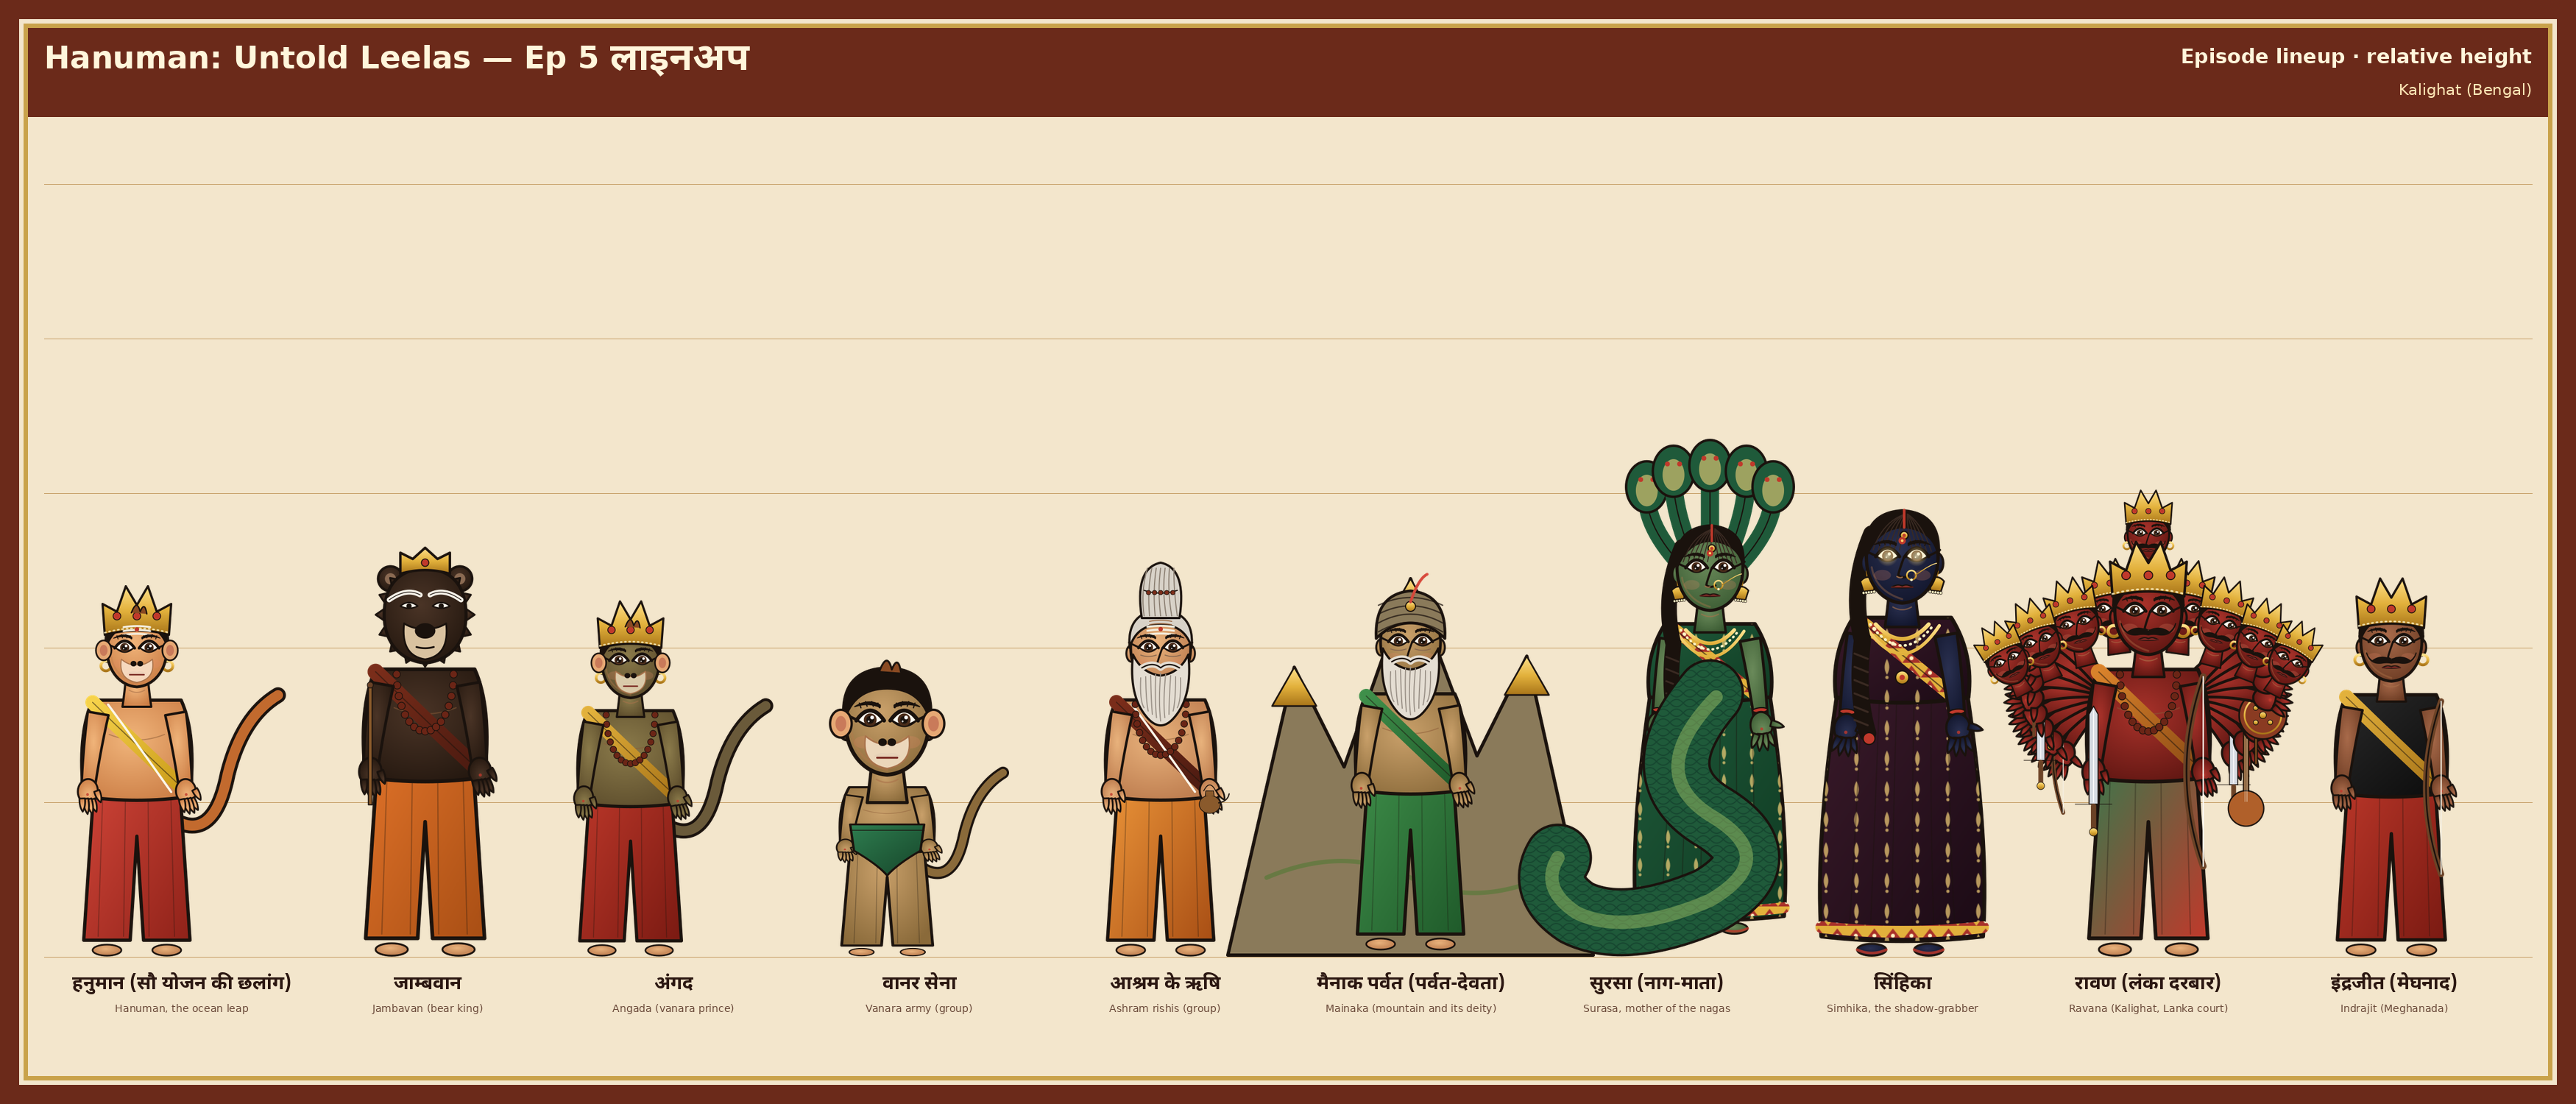 Hanuman: Untold Leelas — Ep 5 लाइनअप
Episode lineup · relative height
Kalighat (Bengal)
हनुमान (सौ योजन की छलांग)
Hanuman, the ocean leap
जाम्बवान
Jambavan (bear king)
अंगद
Angada (vanara prince)
वानर सेना
Vanara army (group)
आश्रम के ऋषि
Ashram rishis (group)
मैनाक पर्वत (पर्वत-देवता)
Mainaka (mountain and its deity)
सुरसा (नाग-माता)
Surasa, mother of the nagas
सिंहिका
Simhika, the shadow-grabber
रावण (लंका दरबार)
Ravana (Kalighat, Lanka court)
इंद्रजीत (मेघनाद)
Indrajit (Meghanada)